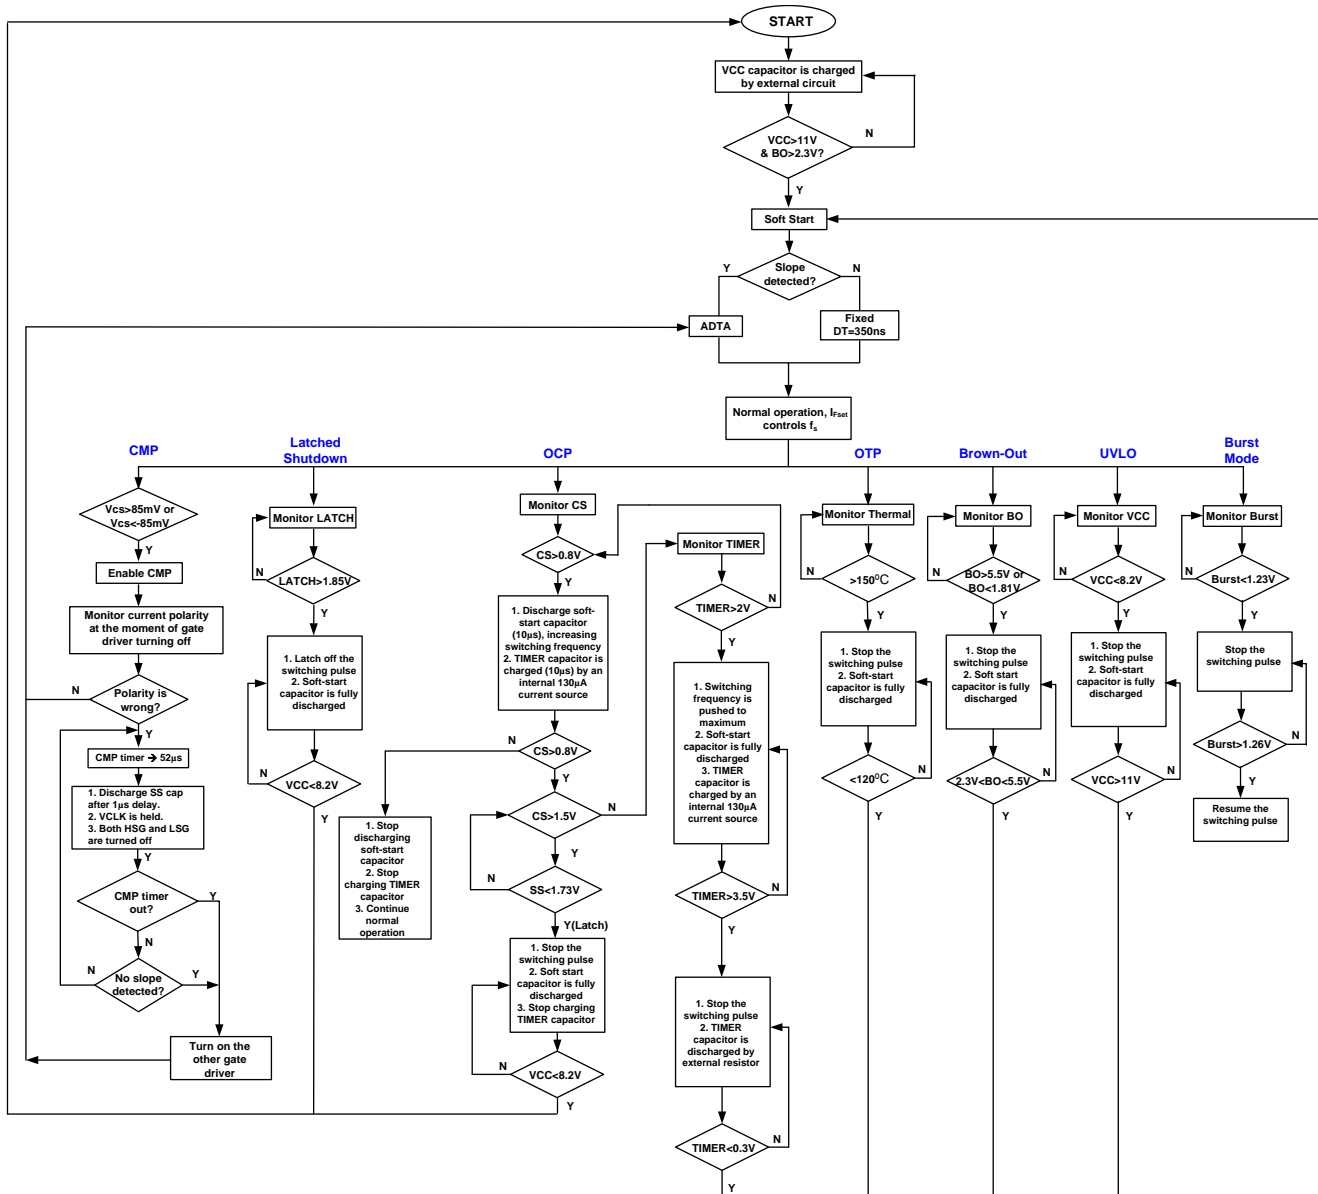 START
VCC capacitor is charged
by external circuit
VCC>11V
& BO>2.3V?
N
Y
Soft Start
Y
Slope
detected?
N
ADTA
Fixed
DT=350ns
Normal operation, IFset
controls fs
CMP
Vcs>85mV or
Vcs<-85mV
Y
Enable CMP
Monitor current polarity
at the moment of gate
driver turning off
N
Polarity is
wrong?
Y
CMP timer → 52µs
1. Discharge SS cap
after 1µs delay.
2. VCLK is held.
3. Both HSG and LSG
are turned off
Y
CMP timer
out?
Y
N
N
No slope
detected?
Y
Turn on the
other gate
driver
Latched
Shutdown
Monitor LATCH
N
LATCH>1.85V
Y
1. Latch off the
switching pulse
2. Soft-start
capacitor is fully
discharged
N
VCC<8.2V
Y
OCP
Monitor CS
CS>0.8V
Y
1. Discharge soft-
start capacitor
(10µs), increasing
switching frequency
2. TIMER capacitor is
charged (10µs) by an
internal 130µA
current source
N
CS>0.8V
Y
CS>1.5V
N
Y
N
SS<1.73V
Y(Latch)
1. Stop
discharging
soft-start
capacitor
2. Stop
charging TIMER
capacitor
3. Continue
normal
operation
1. Stop the
switching pulse
2. Soft start
capacitor is fully
discharged
3. Stop charging
TIMER capacitor
N
VCC<8.2V
Y
Monitor TIMER
TIMER>2V
N
Y
1. Switching
frequency is
pushed to
maximum
2. Soft-start
capacitor is fully
discharged
3. TIMER
capacitor is
charged by an
internal 130µA
current source
TIMER>3.5V
N
Y
1. Stop the
switching pulse
2. TIMER
capacitor is
discharged by
external resistor
TIMER<0.3V
N
Y
OTP
Monitor Thermal
N
>150⁰C
Y
1. Stop the
switching pulse
2. Soft-start
capacitor is fully
discharged
<120⁰C
N
Y
Brown-Out
Monitor BO
N
BO>5.5V or
BO<1.81V
Y
1. Stop the
switching pulse
2. Soft start
capacitor is fully
discharged
2.3V<BO<5.5V
N
Y
UVLO
Monitor VCC
N
VCC<8.2V
Y
1. Stop the
switching pulse
2. Soft-start
capacitor is fully
discharged
VCC>11V
N
Y
Burst
Mode
Monitor Burst
N
Burst<1.23V
Y
Stop the
switching pulse
Burst>1.26V
N
Y
Resume the
switching pulse